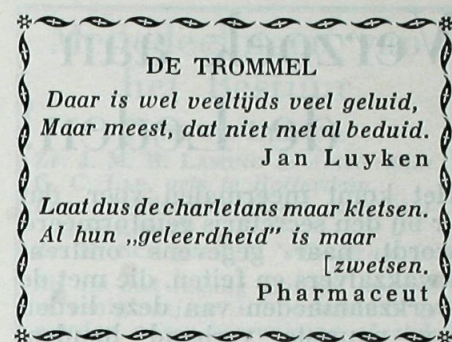 DE TROMMEL
Daar is wel veeltijds veel geluid,
Maar meest, dat niet met al beduid.
Jan Luyken
Laat dus de charletans maar kletsen.
Al hun „geleerdheid” is maar
[zwetsen.
Pharmaceut